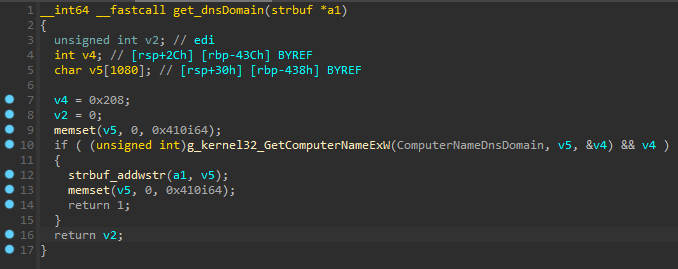 1 __int64 __fastcall get_dnsDomain(strbuf *a1)
2 {
3 unsigned int v2; // edi
4 int v4; // [rsp+2Ch] [rbp-43Ch] BYREF
5 char v5[1080]; // [rsp+30h] [rbp-438h] BYREF
6
7 v4 = 0x208;
8 v2 = 0;
9 memset(v5, 0, 0x410i64);
10 if ( (unsigned int)g_kernel32_GetComputerNameExW(ComputerNameDnsDomain, v5, &v4) && v4 )
11 {
12 strbuf_addwstr(a1, v5);
13 memset(v5, 0, 0x410i64);
14 return 1;
15 }
16 return v2;
17 }